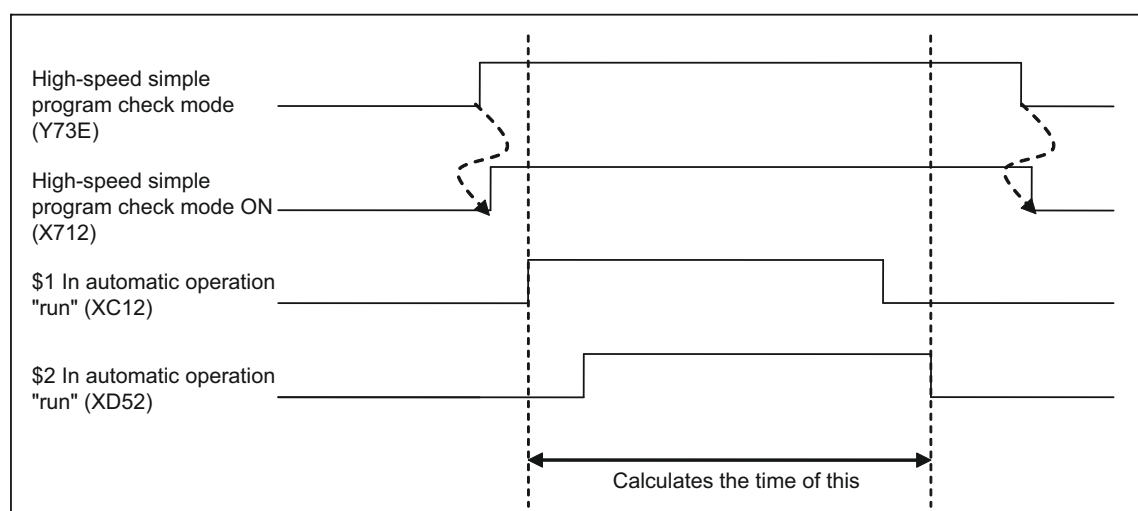 High-speed simple
program check mode
(Y73E)
High-speed simple
program check mode ON
(X712)
$1 In automatic operation
"run" (XC12)
$2 In automatic operation
"run" (XD52)
Calculates the time of this